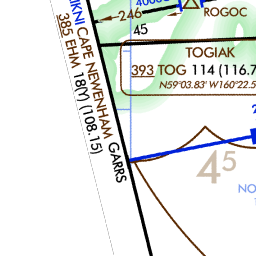 246
ROGOC
45
TOGIAK
393 TOG 114 (116.7
N59°03.83' W160°22.5
CAPE NEWENHAM GARRS
385 EHM 18(Y) (108.15)
45
NO